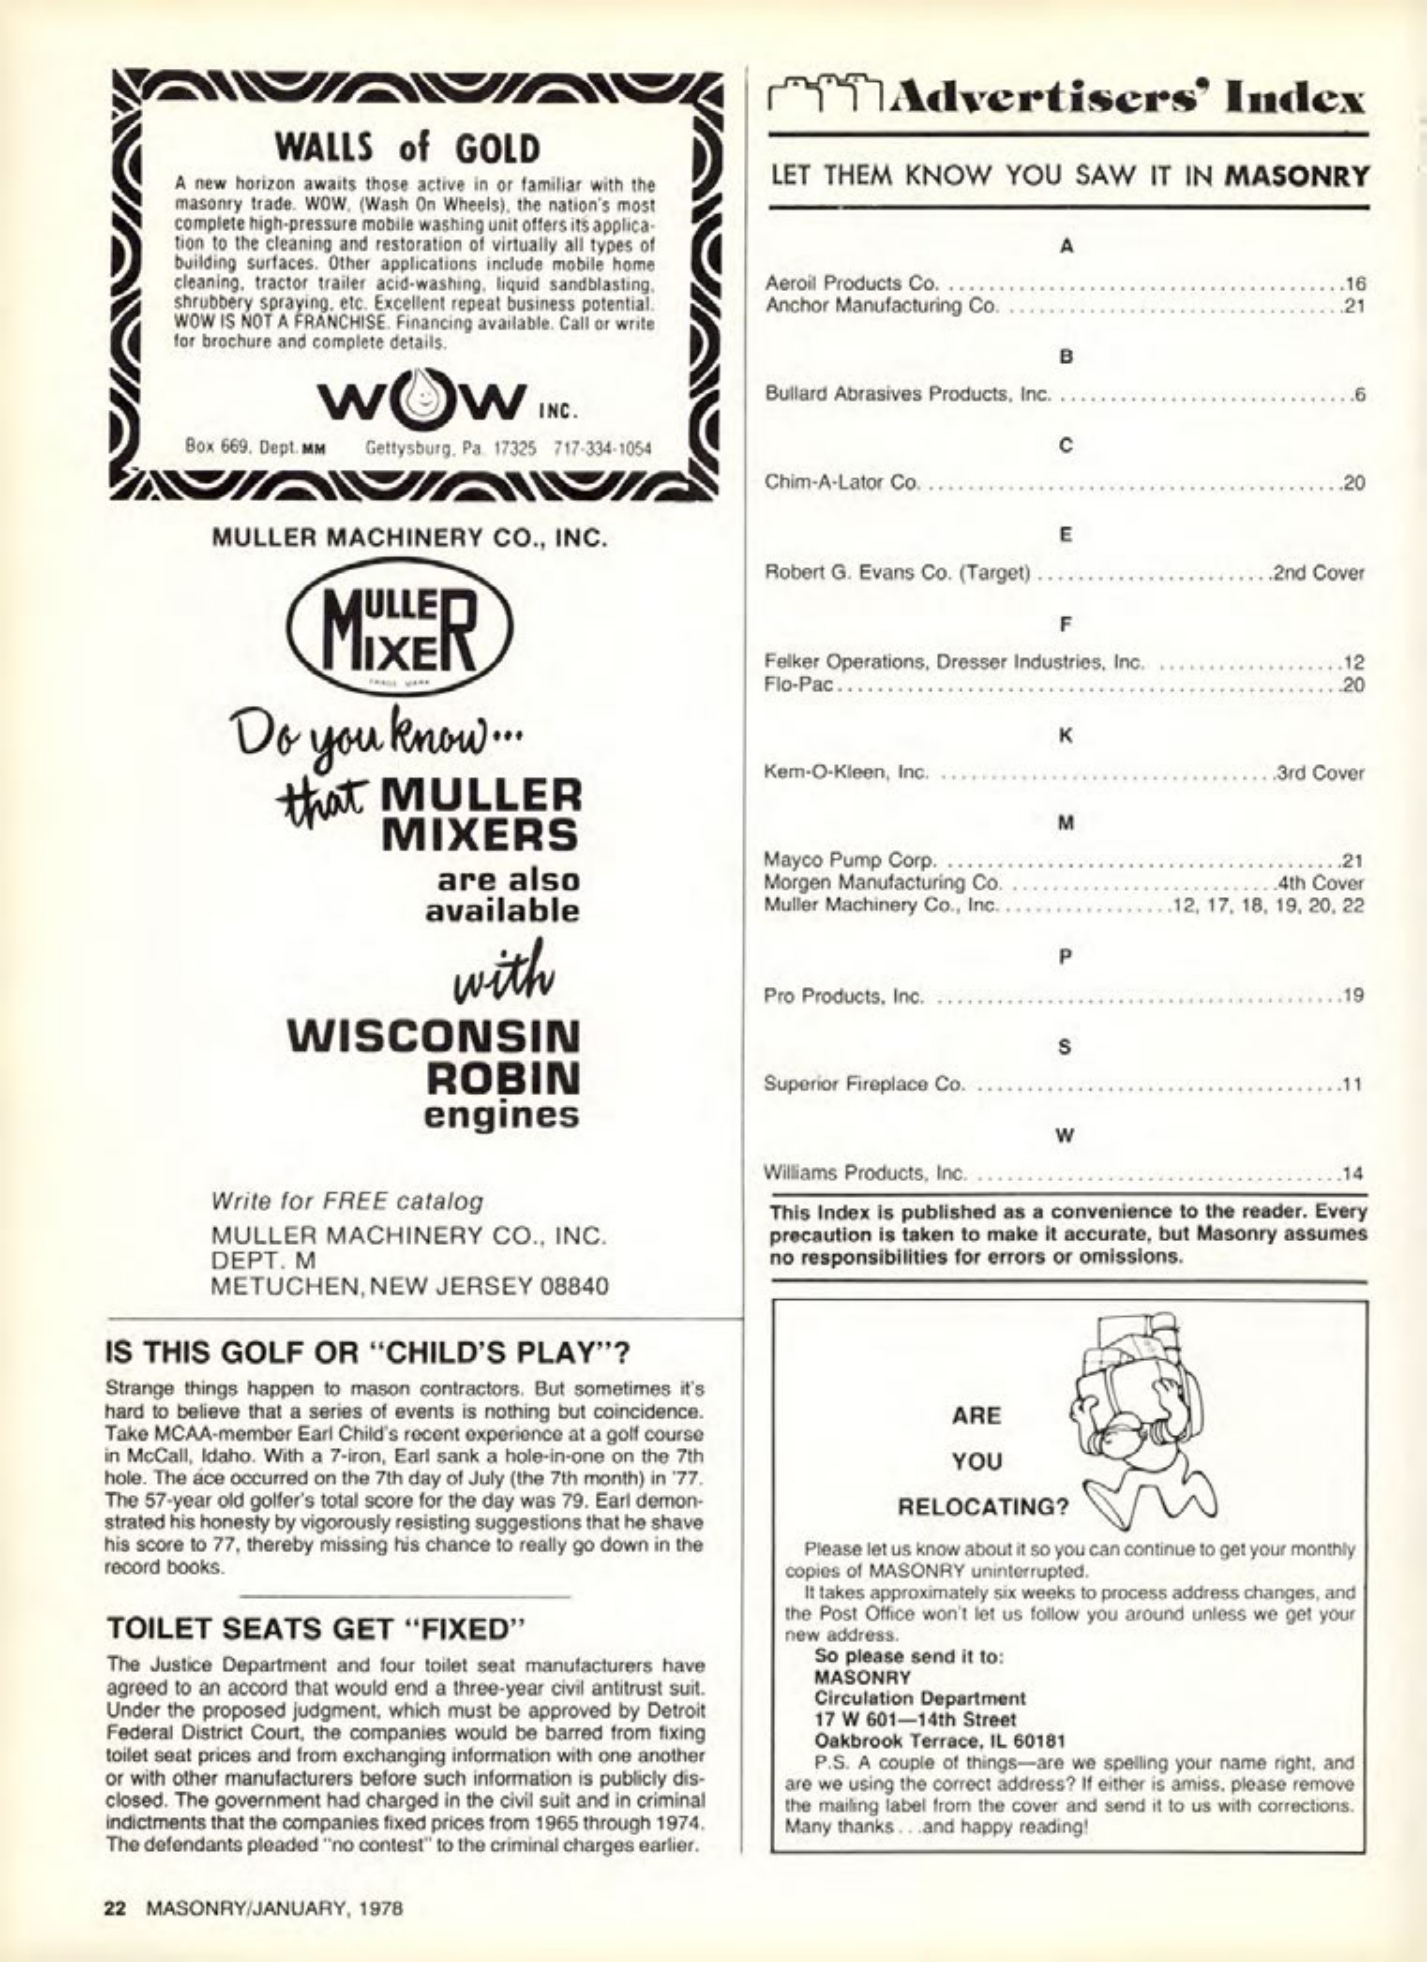 WALLS of GOLD
A new horizon awaits those active in or familiar with the
masonry trade. WOW, (Wash On Wheels), the nation's most
complete high-pressure mobile washing unit offers its applica-
tion to the cleaning and restoration of virtually all types of
building surfaces. Other applications include mobile home
cleaning, tractor trailer acid-washing, liquid sandblasting,
shrubbery spraying, etc. Excellent repeat business potential.
WOW IS NOT A FRANCHISE. Financing available. Call or write
for brochure and complete details.
WOW INC.
Box 669, Dept. MM Gettysburg, Pa. 17325 717-334-1054
MULLER MACHINERY CO., INC.
MULLER
MIXER
TRADE MARK
Do you know...
that MULLER
MIXERS
are also
available
with
WISCONSIN
ROBIN
engines
Write for FREE catalog
MULLER MACHINERY CO., INC.
DEPT. M
METUCHEN, NEW JERSEY 08840
IS THIS GOLF OR "CHILD'S PLAY"?
Strange things happen to mason contractors. But sometimes it's
hard to believe that a series of events is nothing but coincidence.
Take MCAA-member Earl Child's recent experience at a golf course
in McCall, Idaho. With a 7-iron, Earl sank a hole-in-one on the 7th
hole. The ace occurred on the 7th day of July (the 7th month) in '77.
The 57-year old golfer's total score for the day was 79. Earl demon-
strated his honesty by vigorously resisting suggestions that he shave
his score to 77, thereby missing his chance to really go down in the
record books.
TOILET SEATS GET "FIXED"
The Justice Department and four toilet seat manufacturers have
agreed to an accord that would end a three-year civil antitrust suit.
Under the proposed judgment, which must be approved by Detroit
Federal District Court, the companies would be barred from fixing
toilet seat prices and from exchanging information with one another
or with other manufacturers before such information is publicly dis-
closed. The government had charged in the civil suit and in criminal
indictments that the companies fixed prices from 1965 through 1974.
The defendants pleaded "no contest" to the criminal charges earlier.
Advertisers' Index
LET THEM KNOW YOU SAW IT IN MASONRY
A
Aeroil Products Co. ........................................16
Anchor Manufacturing Co. ..................................21
B
Bullard Abrasives Products, Inc. ..............................6
C
Chim-A-Lator Co. ..........................................20
E
Robert G. Evans Co. (Target) ........................2nd Cover
F
Felker Operations, Dresser Industries, Inc. ...................12
Flo-Pac...................................................20
K
Kem-O-Kleen, Inc. ..................................3rd Cover
M
Mayco Pump Corp. ........................................21
Morgen Manufacturing Co. ...........................4th Cover
Muller Machinery Co., Inc. .................12, 17, 18, 19, 20, 22
P
Pro Products, Inc. .........................................19
S
Superior Fireplace Co. .....................................11
W
Williams Products, Inc. .....................................14
This Index is published as a convenience to the reader. Every
precaution is taken to make it accurate, but Masonry assumes
no responsibilities for errors or omissions.
ARE
YOU
RELOCATING?
Please let us know about it so you can continue to get your monthly
copies of MASONRY uninterrupted.
It takes approximately six weeks to process address changes, and
the Post Office won't let us follow you around unless we get your
new address.
So please send it to:
MASONRY
Circulation Department
17 W 601—14th Street
Oakbrook Terrace, IL 60181
P.S. A couple of things—are we spelling your name right, and
are we using the correct address? If either is amiss, please remove
the mailing label from the cover and send it to us with corrections.
Many thanks . . .and happy reading!
22 MASONRY/JANUARY, 1978